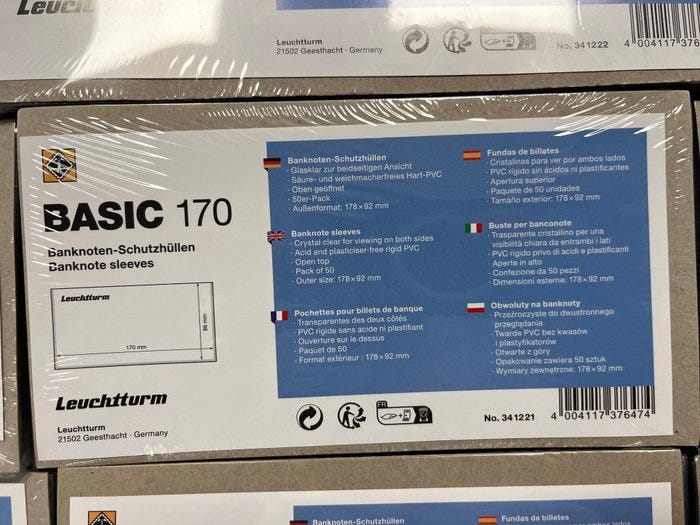 Leuchtturm
21502 Geesthacht · Germany
No. 341222
4 004117 376
BASIC 170
Banknoten-Schutzhüllen
Banknote sleeves
Leuchtturm
86 mm
170 mm
Leuchtturm
Leuchtturm
21502 Geesthacht · Germany
Banknoten-Schutzhüllen
· Glasklar zur beidseitigen Ansicht
· Säure- und weichmacherfreies Hart-PVC
· Oben geöffnet
· 50er-Pack
· Außenformat: 178 × 92 mm
Banknote sleeves
· Crystal clear for viewing on both sides
· Acid and plasticiser-free rigid PVC
· Open top
· Pack of 50
· Outer size: 178 × 92 mm
Pochettes pour billets de banque
· Transparentes des deux côtés
· PVC rigide sans acide ni plastifiant
· Ouverture sur le dessus
· Paquet de 50
· Format extérieur : 178 × 92 mm
Fundas de billetes
· Cristalinas para ver por ambos lados
· PVC rígido sin ácidos ni plastificantes
· Apertura superior
· Paquete de 50 unidades
· Tamaño exterior: 178 × 92 mm
Buste per banconote
· Trasparente cristallino per una
visibilità chiara da entrambi i lati
· PVC rigido privo di acidi e plastificanti
· Aperte in alto
· Confezione da 50 pezzi
· Dimensioni esterne: 178 × 92 mm
Obwoluty na banknoty
· Przeźroczyste do dwustronnego
przeglądania
· Twarde PVC bez kwasów
i plastyfikatorów
· Otwarte z góry
· Opakowanie zawiera 50 sztuk
· Wymiary zewnętrzne: 178 × 92 mm
FR
No. 341221
4 004117 376474
Banknoten-Schutzhüllen
Fundas de billetes